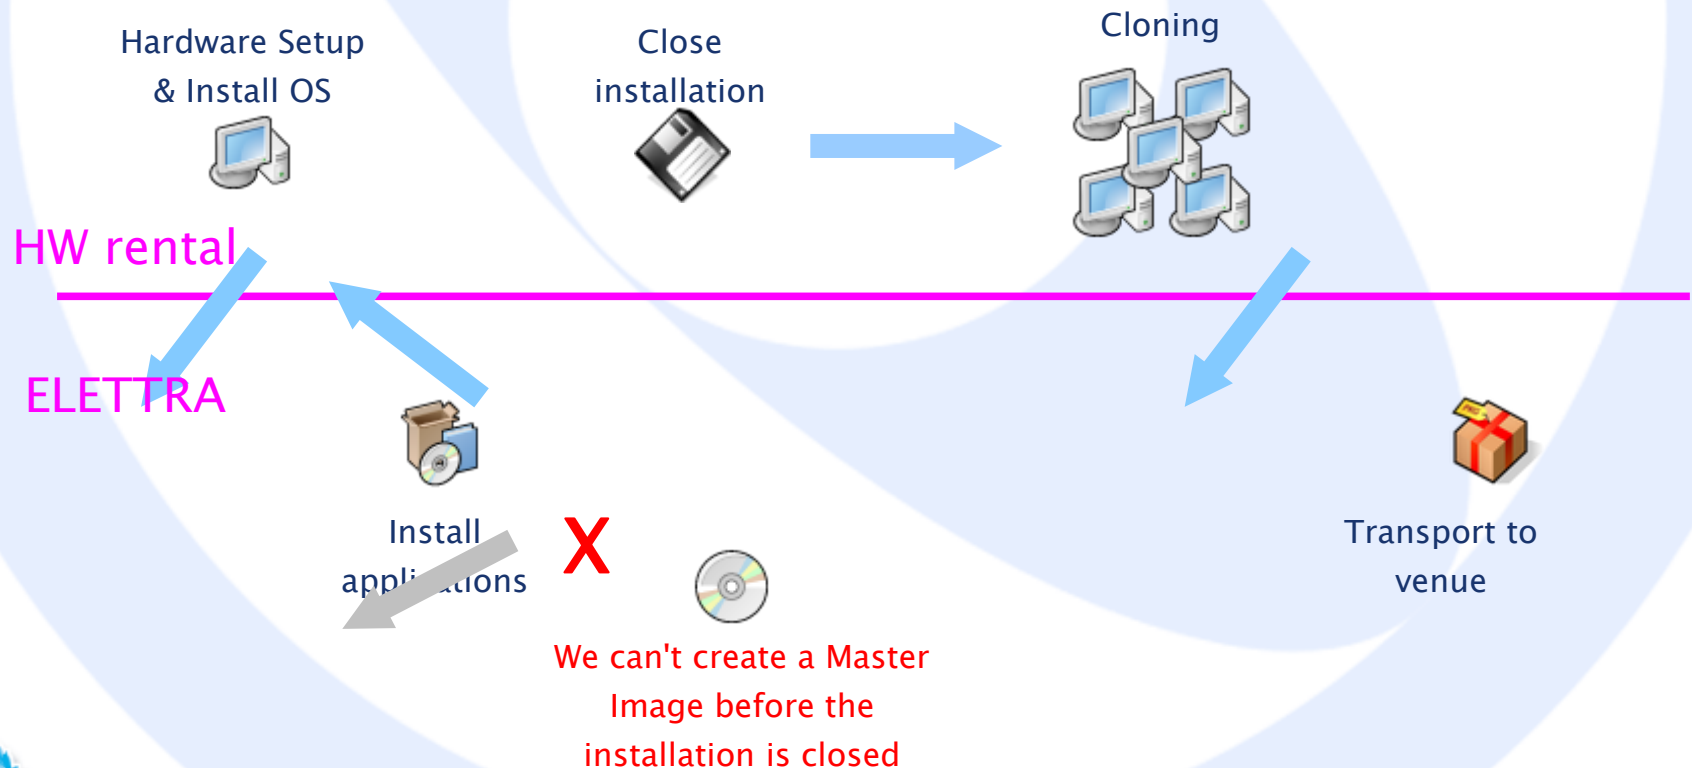 Hardware Setup
& Install OS
Close
installation
Cloning
HW rental
ELETTRA
Install
applications
X
We can't create a Master
Image before the
installation is closed
Transport to
venue